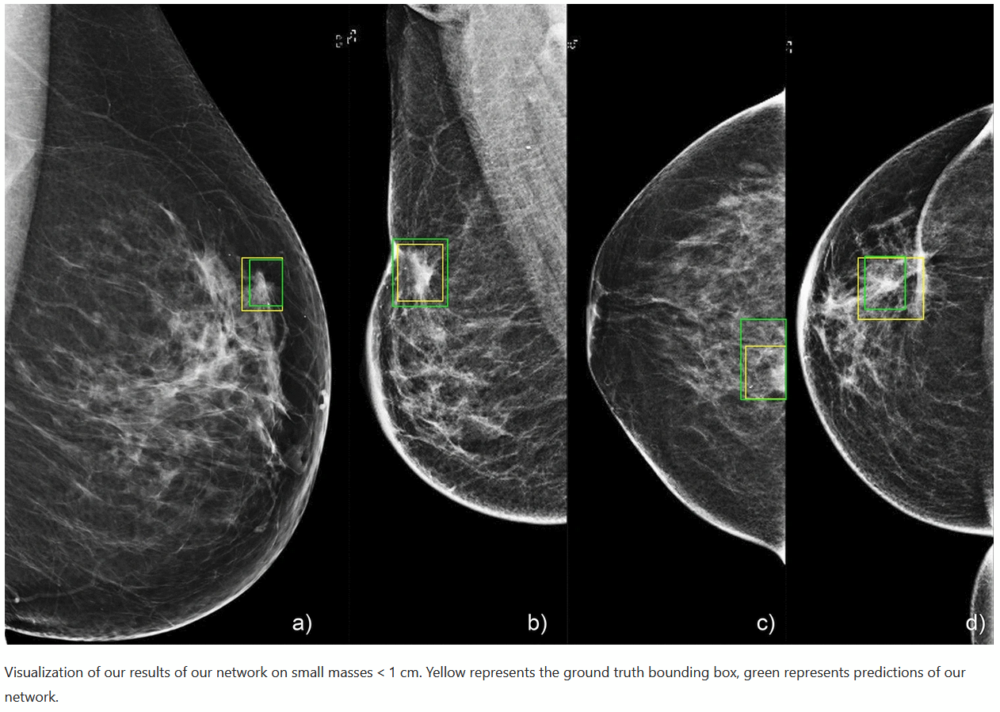 a)
b)
c)
d)
Visualization of our results of our network on small masses < 1 cm. Yellow represents the ground truth bounding box, green represents predictions of our
network.